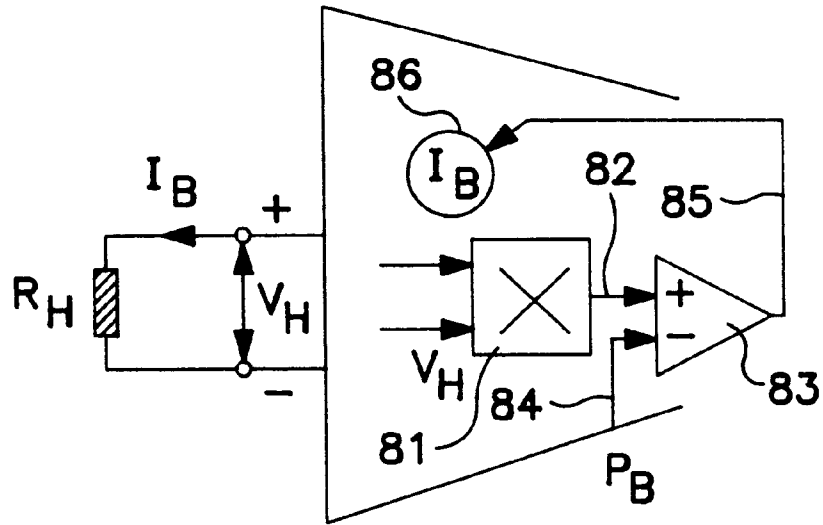 86
I_B
I_B
82
85
+
R_H
V_H
+
−
V_H
83
84
−
81
P_B